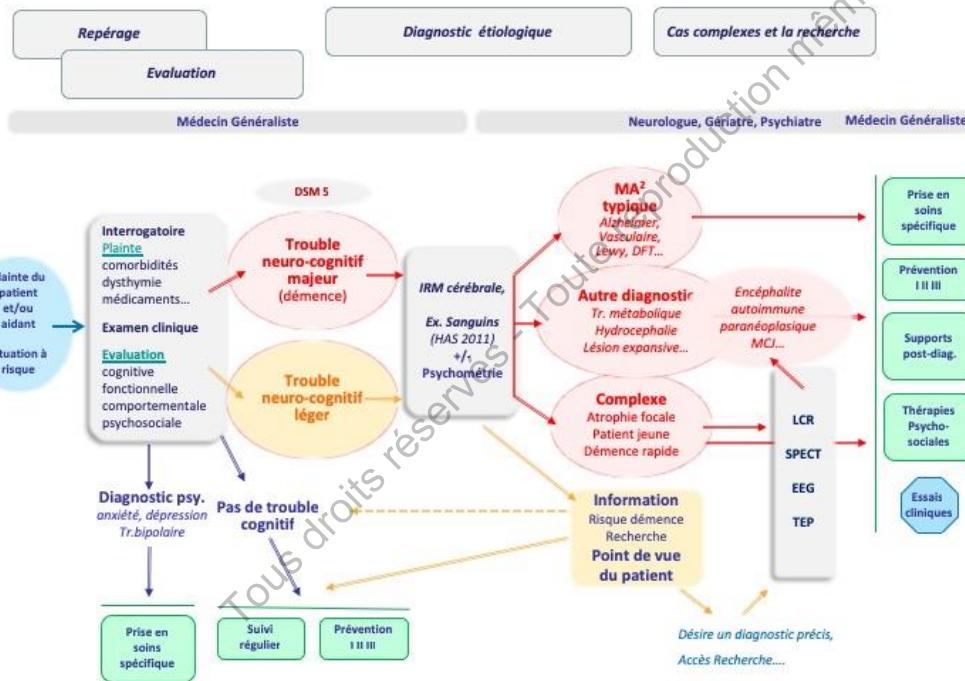 Repérage
Diagnostic étiologique
Cas complexes et la recherche
Evaluation
Médecin Généraliste
Neurologue, Gériatre, Psychiatre
Médecin Généraliste
DSM 5
Interrogatoire
Plainte
comorbidités
dysthymie
médicaments...
Examen clinique
Evaluation
cognitive
fonctionnelle
comportementale
psychosociale
lainte du
patient
et/ou
aidant
tuation à
risque
Trouble
neuro-cognitif
majeur
(démence)
Trouble
neuro-cognitif
léger
IRM cérébrale,
Ex. Sanguins
(HAS 2011)
+/-
Psychométrie
MA²
typique
Alzheimer,
Vasculaire,
Lewy, DFT...
Autre diagnostic
Tr. métabolique
Hydrocephalie
Lésion expansive...
Encéphalite
autoimmune
paranéoplasique
MCJ...
Complexe
Atrophie focale
Patient jeune
Démence rapide
LCR
SPECT
EEG
TEP
Prise en
soins
spécifique
Prévention
I II III
Supports
post-diag.
Thérapies
Psycho-
sociales
Essais
cliniques
Diagnostic psy.
anxiété, dépression
Tr.bipolaire
Pas de trouble
cognitif
Information
Risque démence
Recherche
Point de vue
du patient
Prise en
soins
spécifique
Suivi
régulier
Prévention
I II III
Désire un diagnostic précis,
Accès Recherche....
Tous droits réservés - Toute reproduction mêm